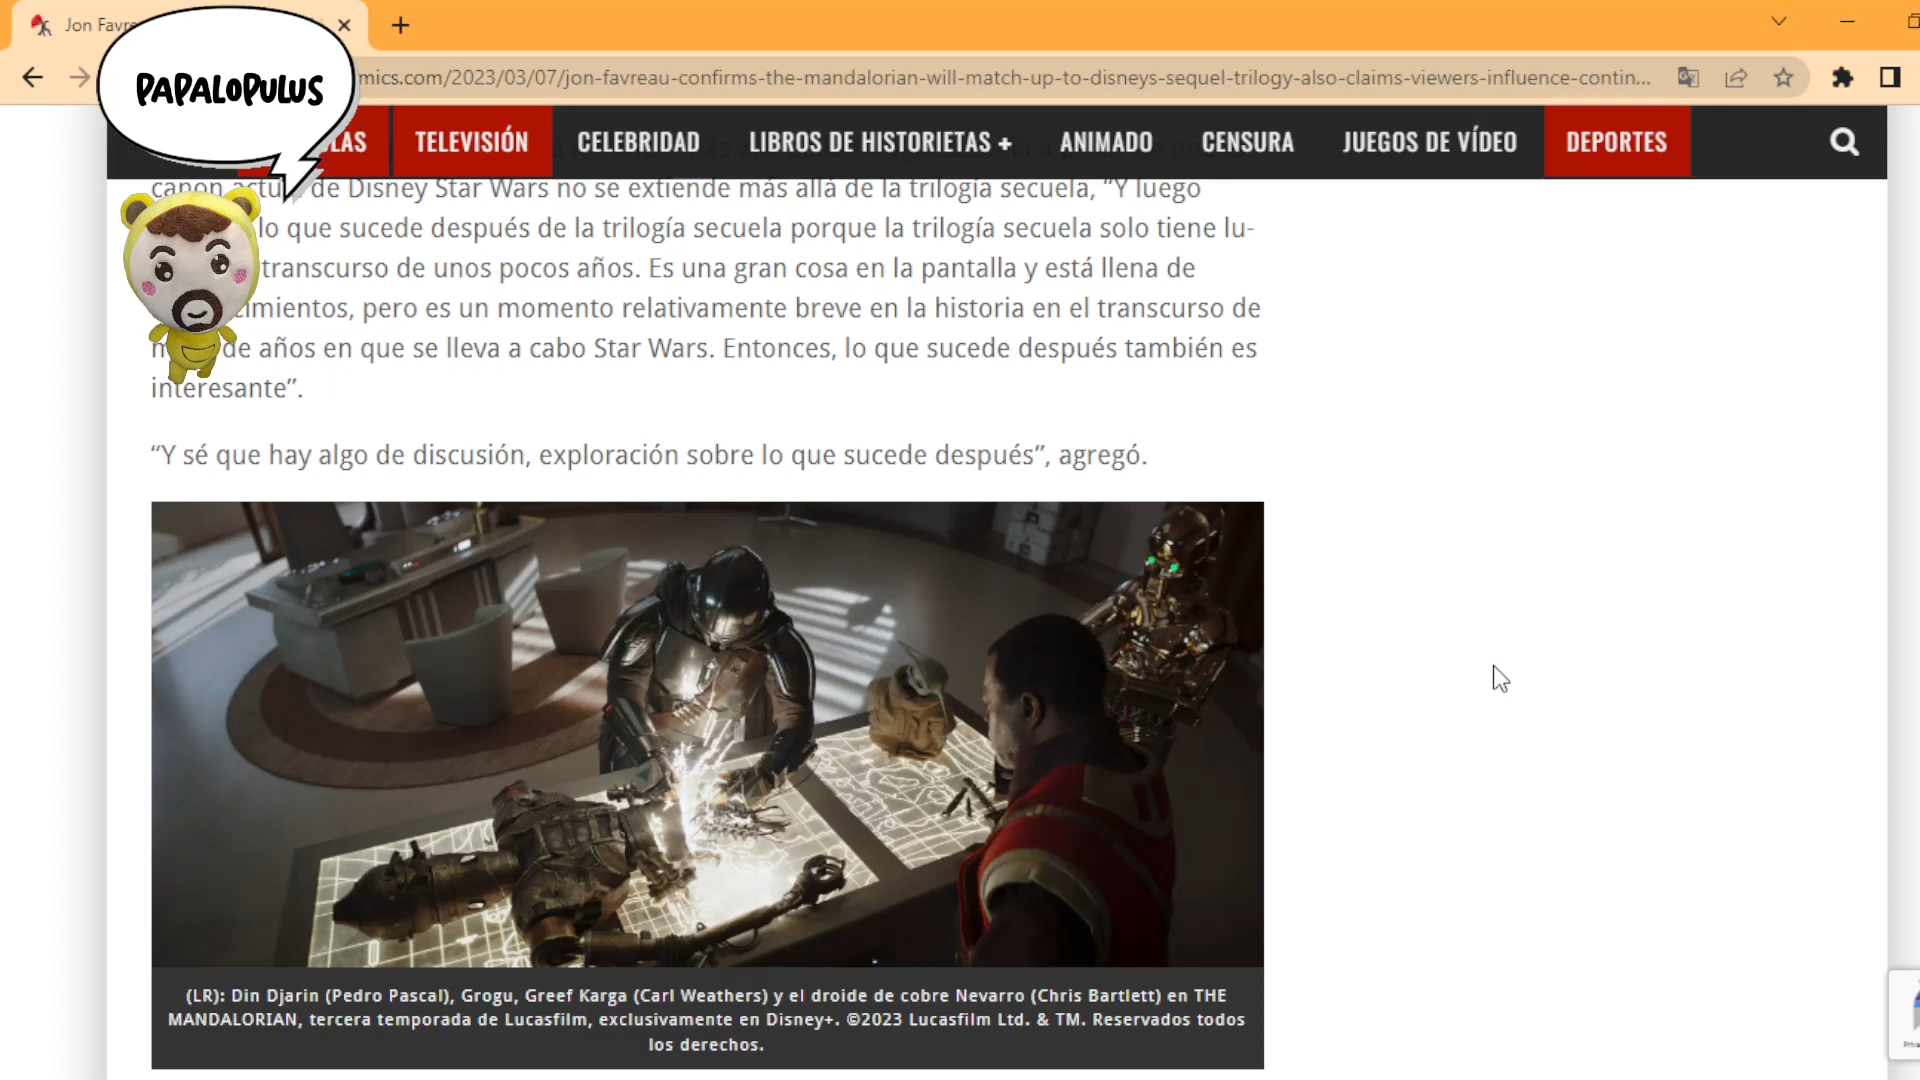 Jon Favre
PAPALOPULUS
mics.com/2023/03/07/jon-favreau-confirms-the-mandalorian-will-match-up-to-disneys-sequel-trilogy-also-claims-viewers-influence-contin...
LAS TELEVISIÓN CELEBRIDAD LIBROS DE HISTORIETAS + ANIMADO CENSURA JUEGOS DE VÍDEO DEPORTES
canon actu de Disney Star Wars no se extiende más allá de la trilogía secuela, “Y luego
lo que sucede después de la trilogía secuela porque la trilogía secuela solo tiene lu-
transcurso de unos pocos años. Es una gran cosa en la pantalla y está llena de
cimientos, pero es un momento relativamente breve en la historia en el transcurso de
m de años en que se lleva a cabo Star Wars. Entonces, lo que sucede después también es
interesante”.
“Y sé que hay algo de discusión, exploración sobre lo que sucede después”, agregó.
(LR): Din Djarin (Pedro Pascal), Grogu, Greef Karga (Carl Weathers) y el droide de cobre Nevarro (Chris Bartlett) en THE
MANDALORIAN, tercera temporada de Lucasfilm, exclusivamente en Disney+. ©2023 Lucasfilm Ltd. & TM. Reservados todos
los derechos.